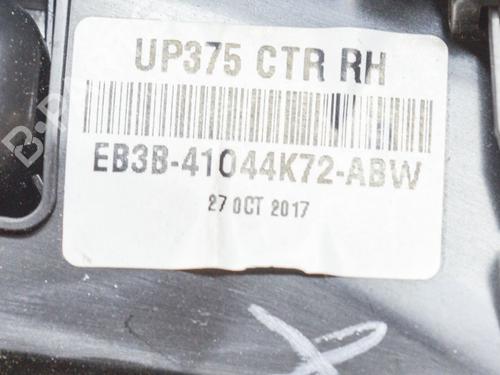 UP375 CTR RH
EB3B-41044K72-ABW
27 OCT 2017